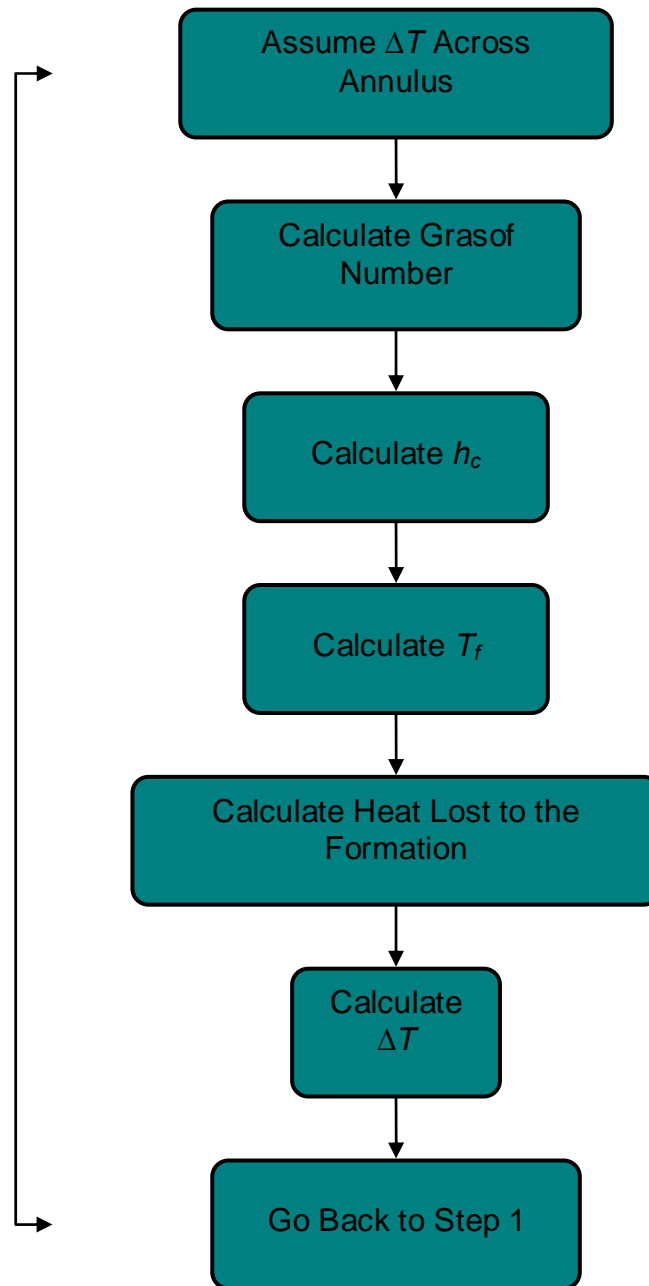 Assume ΔT Across
Annulus
Calculate Grasof
Number
Calculate hc
Calculate Tf
Calculate Heat Lost to the
Formation
Calculate
ΔT
Go Back to Step 1